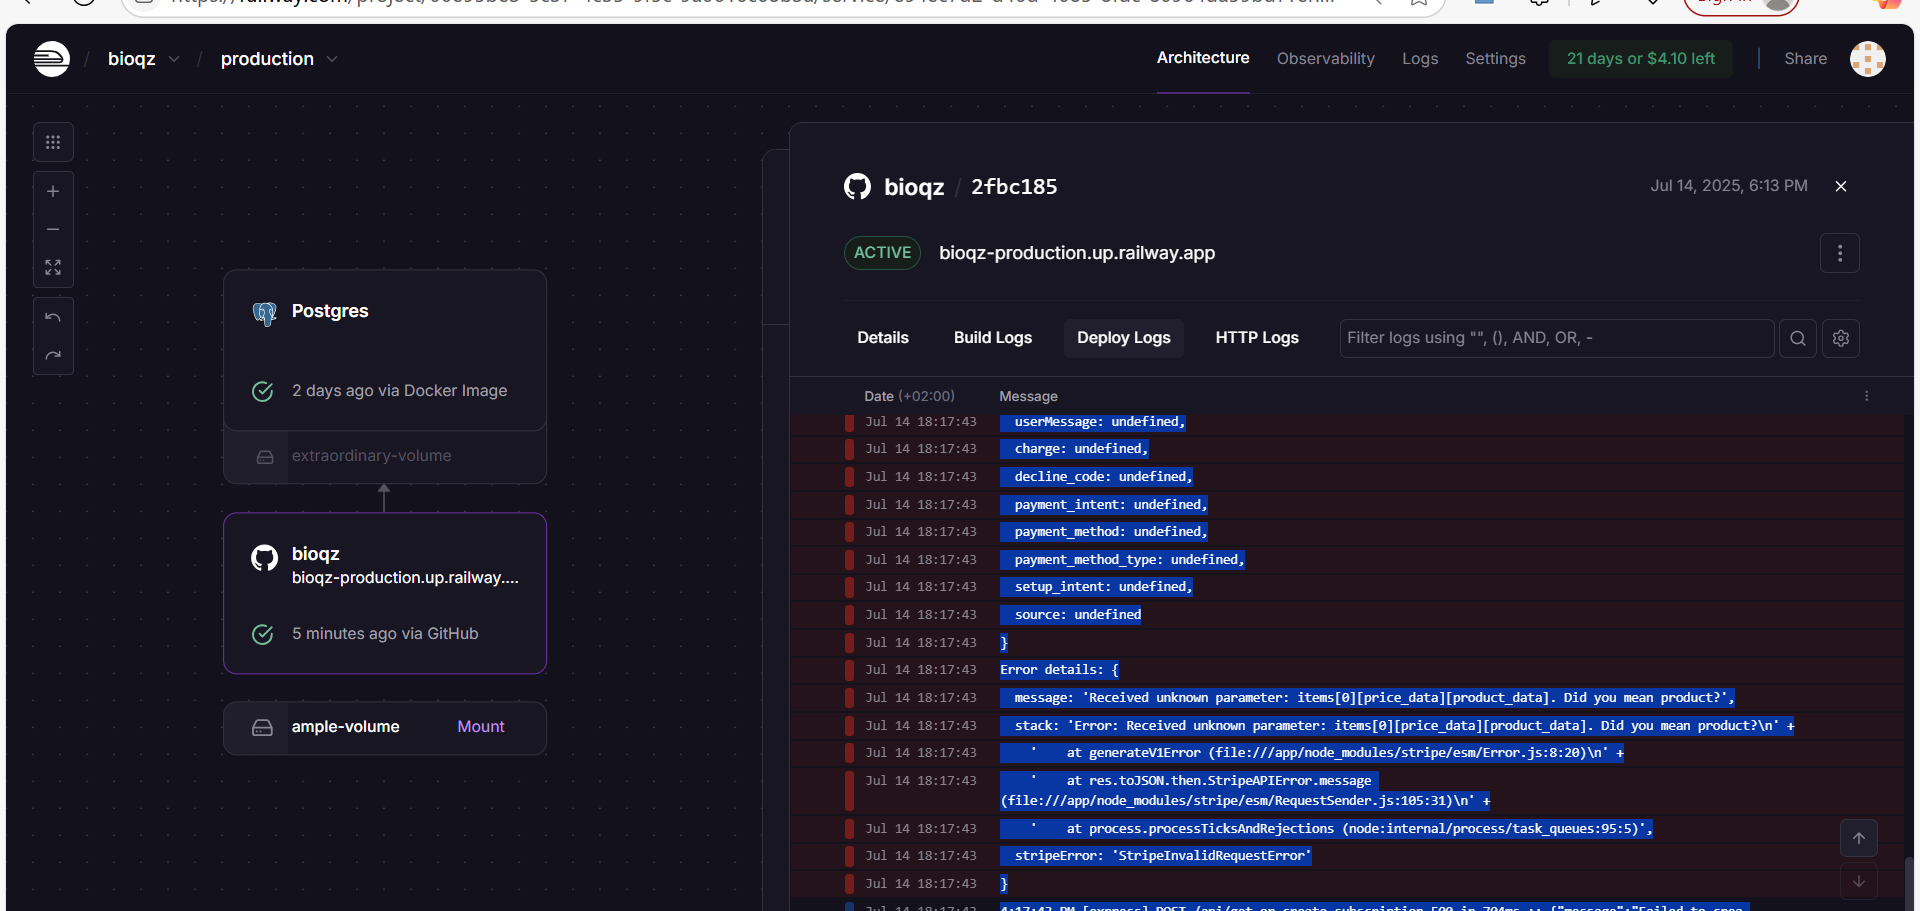 bioqz
production
Architecture
Observability
Logs
Settings
21 days or $4.10 left
Share
Postgres
2 days ago via Docker Image
extraordinary-volume
bioqz
bioqz-production.up.railway....
5 minutes ago via GitHub
ample-volume
Mount
bioqz / 2fbc185
Jul 14, 2025, 6:13 PM
ACTIVE
bioqz-production.up.railway.app
Details
Build Logs
Deploy Logs
HTTP Logs
Filter logs using "", (), AND, OR, -
Date (+02:00) Message
Jul 14 18:17:43 userMessage: undefined,
Jul 14 18:17:43 charge: undefined,
Jul 14 18:17:43 decline_code: undefined,
Jul 14 18:17:43 payment_intent: undefined,
Jul 14 18:17:43 payment_method: undefined,
Jul 14 18:17:43 payment_method_type: undefined,
Jul 14 18:17:43 setup_intent: undefined,
Jul 14 18:17:43 source: undefined
Jul 14 18:17:43 }
Jul 14 18:17:43 Error details: {
Jul 14 18:17:43 message: 'Received unknown parameter: items[0][price_data][product_data]. Did you mean product?',
Jul 14 18:17:43 stack: 'Error: Received unknown parameter: items[0][price_data][product_data]. Did you mean product?\n' +
Jul 14 18:17:43 '    at generateV1Error (file:///app/node_modules/stripe/esm/Error.js:8:20)\n' +
Jul 14 18:17:43 '    at res.toJSON.then.StripeAPIError.message
(file:///app/node_modules/stripe/esm/RequestSender.js:105:31)\n' +
Jul 14 18:17:43 '    at process.processTicksAndRejections (node:internal/process/task_queues:95:5)',
Jul 14 18:17:43 stripeError: 'StripeInvalidRequestError'
Jul 14 18:17:43 }